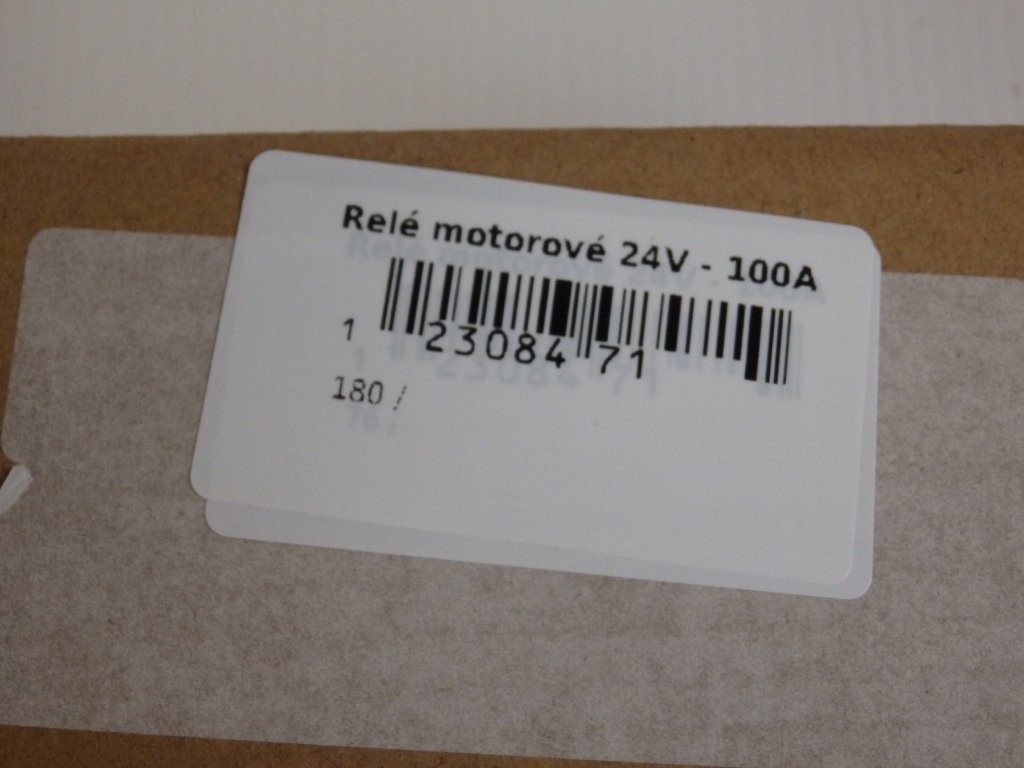 Relé motorové 24V - 100A
1 23084 71
180 /